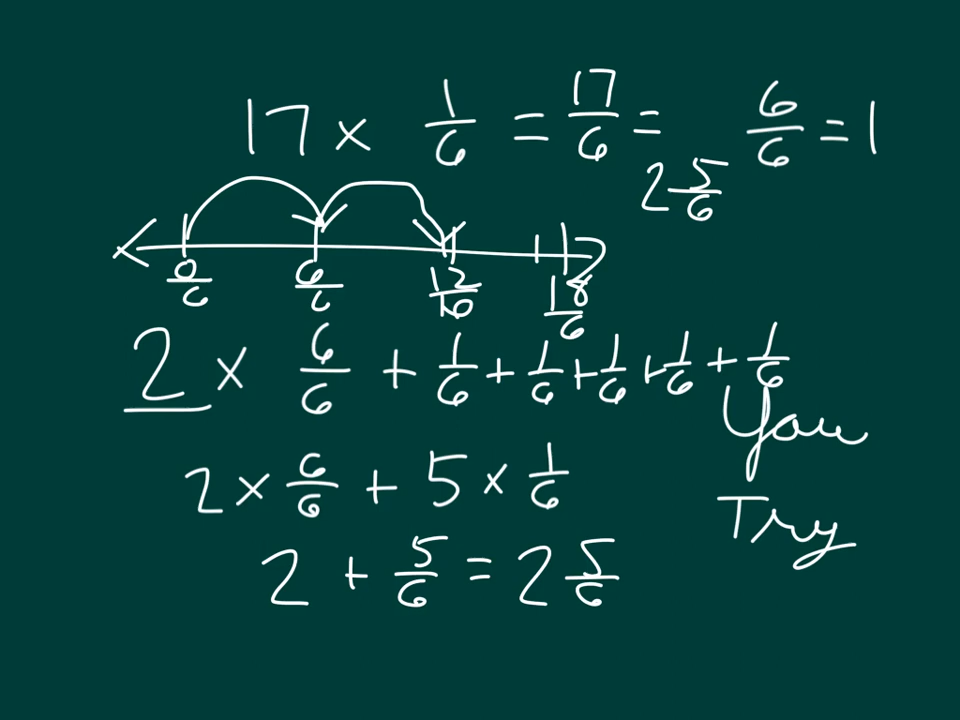 17 × 1/6 = 17/6 = 2 5/6
6/6 = 1
0/6 6/6 12/6 18/6
2 × 6/6 + 1/6 + 1/6 + 1/6 + 1/6 + 1/6
You
2 × 6/6 + 5 × 1/6
Try
2 + 5/6 = 2 5/6